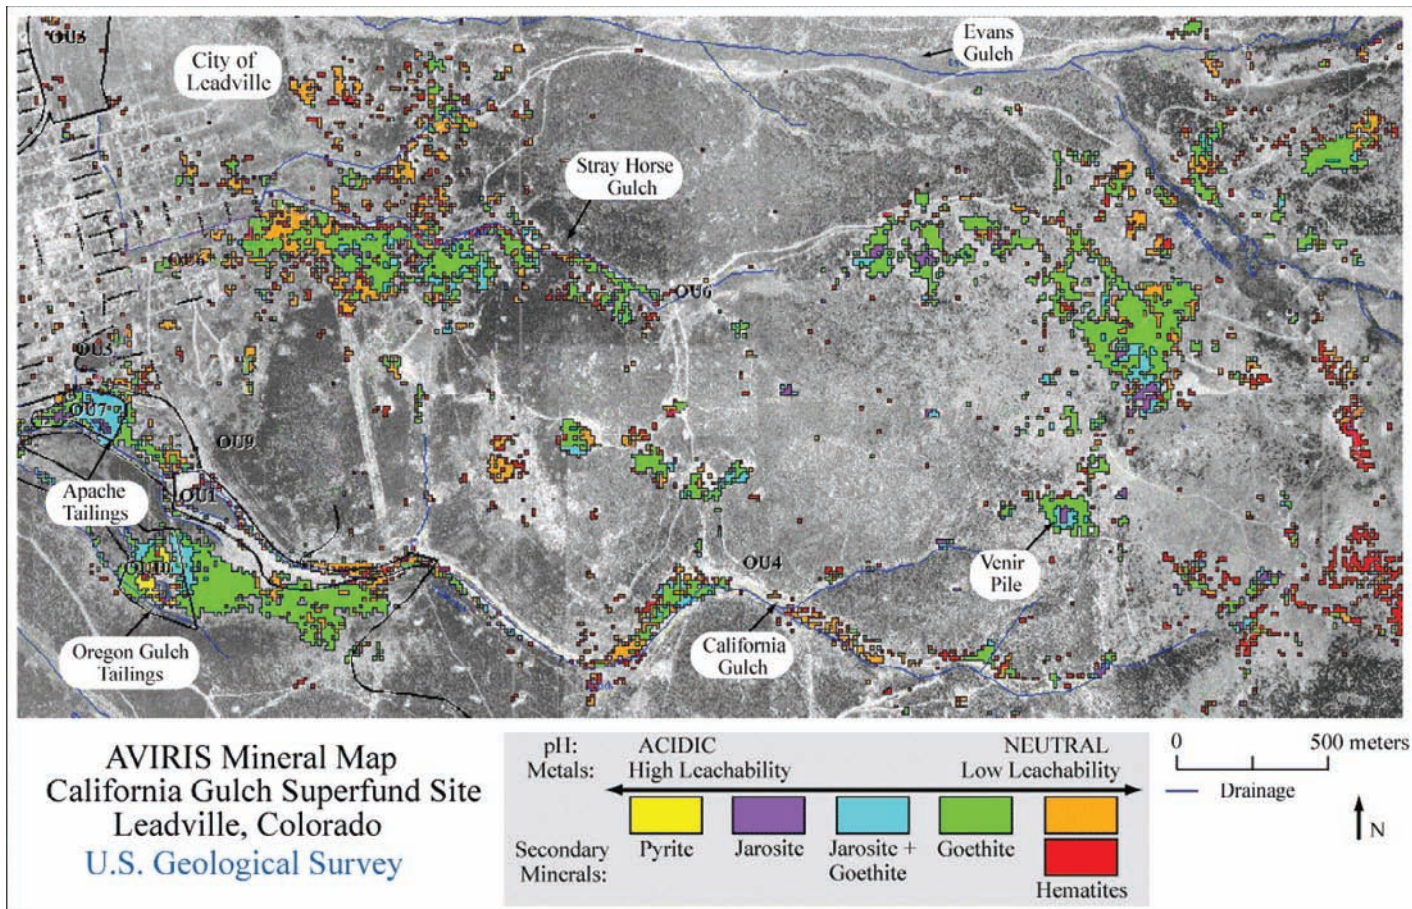 OU3
City of
Leadville
Evans
Gulch
Stray Horse
Gulch
OU6
OU6
OU5
OU7
OU9
Apache
Tailings
OU1
OU4
Venir
Pile
Oregon Gulch
Tailings
California
Gulch
AVIRIS Mineral Map
California Gulch Superfund Site
Leadville, Colorado
U.S. Geological Survey
pH: ACIDIC NEUTRAL
Metals: High Leachability Low Leachability
Secondary
Minerals:
Pyrite
Jarosite
Jarosite +
Goethite
Goethite
Hematites
0 500 meters
Drainage
N